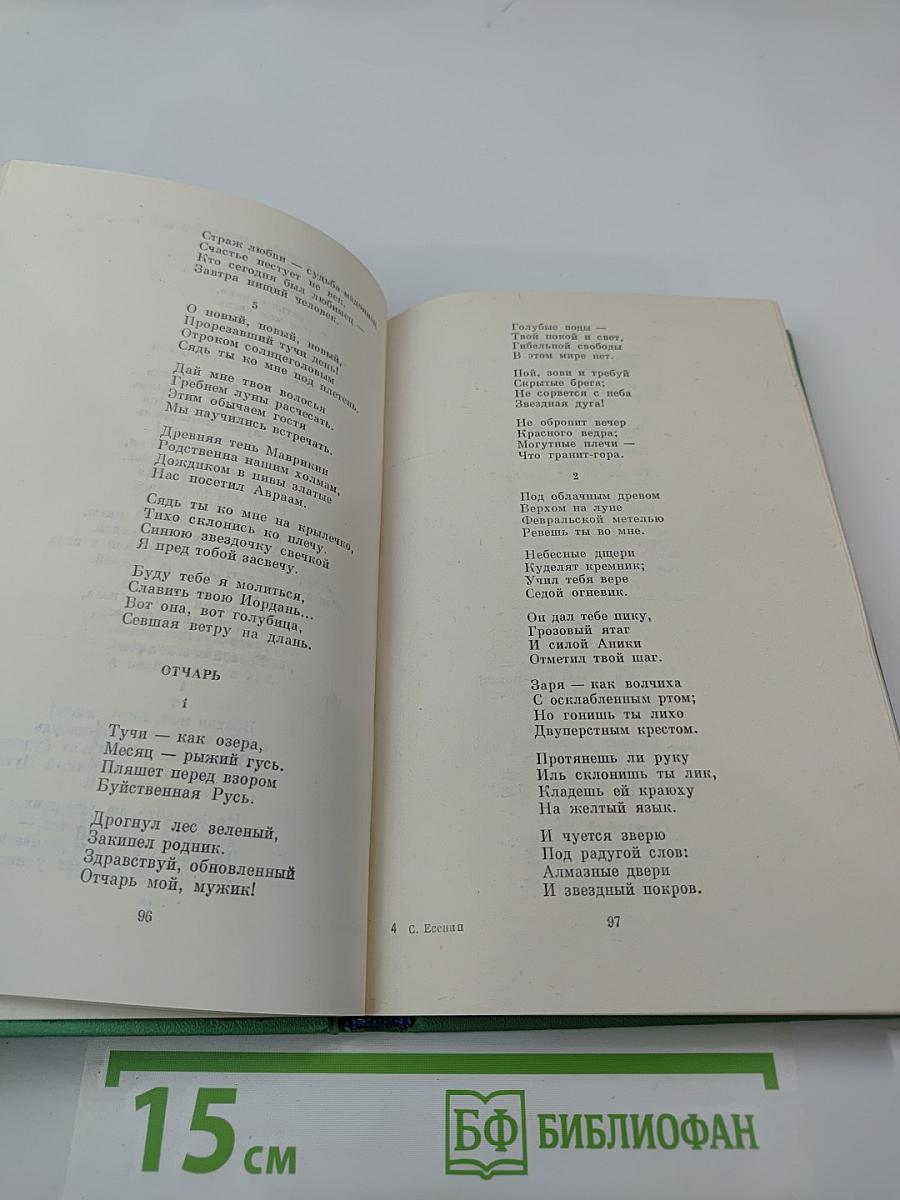 Страж любви — судьба-мздоимец
Счастье пестует не век.
Кто сегодня был любимец —
Завтра нищий человек.
5
О новый, новый, новый,
Прорезавший тучи день!
Отроком солнцеголовым
Сядь ты ко мне под плетень.
Дай мне твои волосья
Гребнем луны расчесать.
Этим обычаем гостя
Мы научились встречать.
Древняя тень Маврикии
Родственна нашим холмам,
Дождиком в нивы златые
Нас посетил Авраам.
Сядь ты ко мне на крылечко,
Тихо склонись ко плечу.
Синюю звездочку свечкой
Я пред тобой засвечу.
Буду тебе я молиться,
Славить твою Иордань...
Вот она, вот голубица,
Севшая ветру на длань.
ОТЧАРЬ
1
Тучи — как озера,
Месяц — рыжий гусь.
Пляшет перед взором
Буйственная Русь.
Дрогнул лес зеленый,
Закипел родник.
Здравствуй, обновленный
Отчарь мой, мужик!
96
Голубые воды —
Твой покой и свет,
Гибельной свободы
В этом мире нет.
Пой, зови и требуй
Скрытые брега;
Не сорвется с неба
Звездная дуга!
Не обронит вечер
Красного ведра;
Могутные плечи —
Что гранит-гора.
2
Под облачным древом
Верхом на луне
Февральской метелью
Ревешь ты во мне.
Небесные дщери
Куделят кремник;
Учил тебя вере
Седой огневик.
Он дал тебе пику,
Грозовый ятаг
И силой Аники
Отметил твой шаг.
Заря — как волчиха
С осклабленным ртом;
Но гонишь ты лихо
Двуперстным крестом.
Протянешь ли руку
Иль склонишь ты лик,
Кладешь ей краюху
На желтый язык.
И чуется зверю
Под радугой слов:
Алмазные двери
И звездный покров.
4 С. Есенин
97
15 см
БФ БИБЛИОФАН